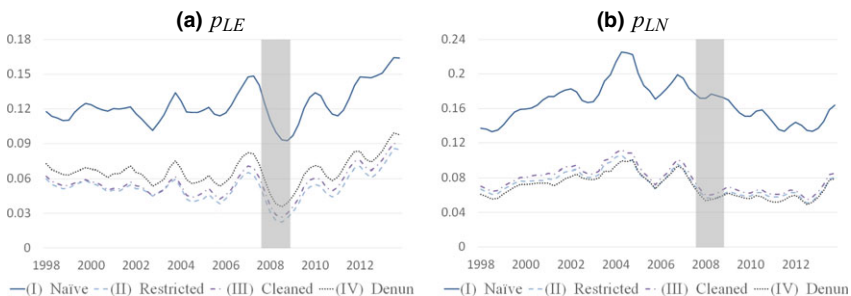 (a) pLE
(b) pLN
0.18
0.15
0.12
0.09
0.06
0.03
0
1998 2000 2002 2004 2006 2008 2010 2012
(I) Naïve (II) Restricted (III) Cleaned (IV) Denun
0.24
0.2
0.16
0.12
0.08
0.04
0
1998 2000 2002 2004 2006 2008 2010 2012
(I) Naïve (II) Restricted (III) Cleaned (IV) Denun